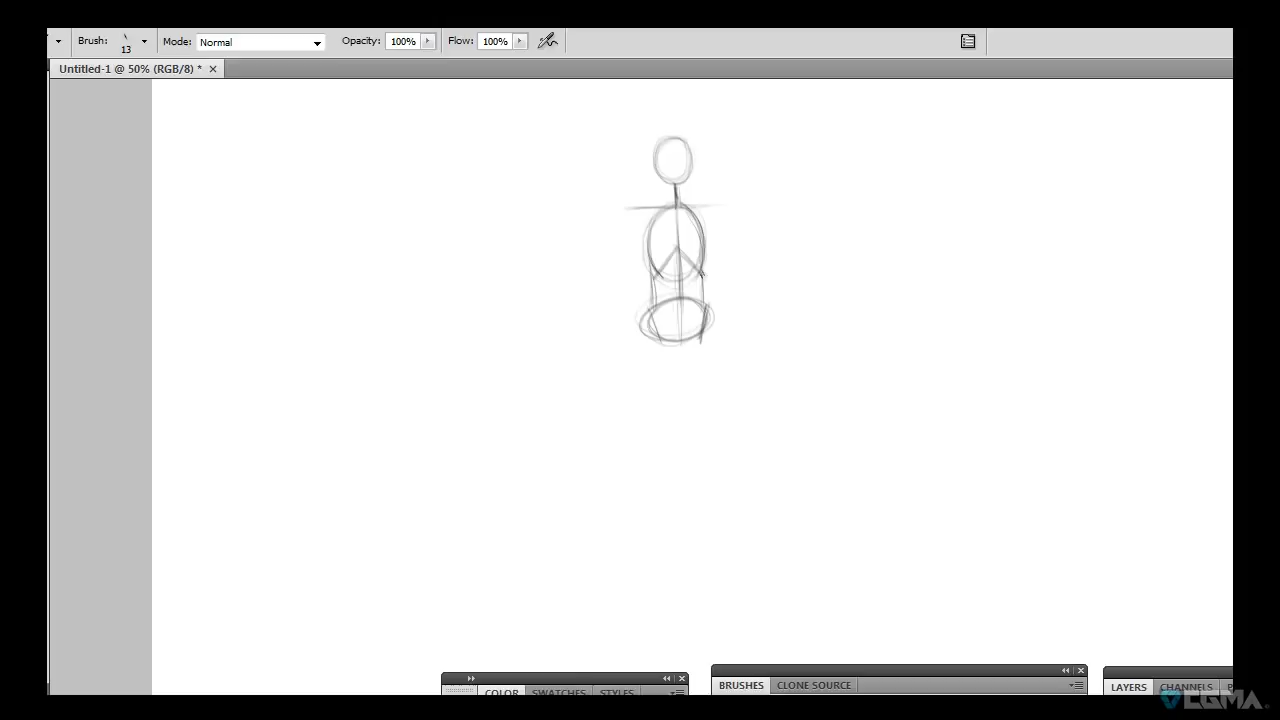 Brush: 13 Mode: Normal Opacity: 100% Flow: 100%
Untitled-1 @ 50% (RGB/8) * ×
COLOR SWATCHES STYLES
BRUSHES CLONE SOURCE
LAYERS CHANNELS P
CGMA